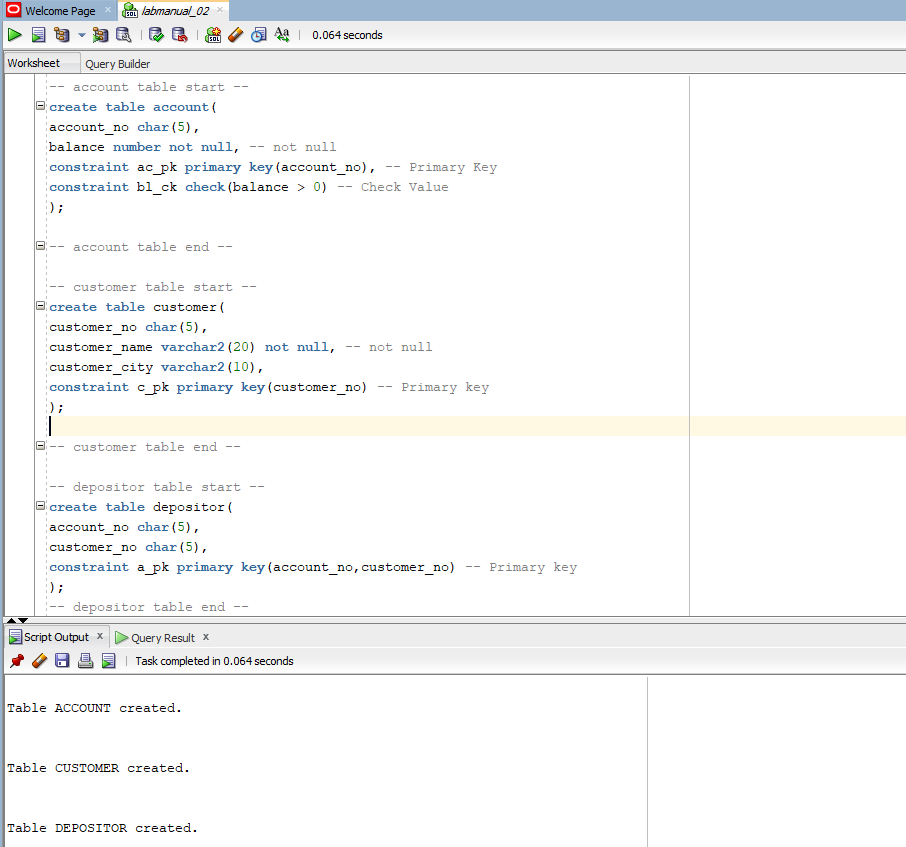 Welcome Page
labmanual_02
0.064 seconds
Worksheet
Query Builder
-- account table start --
create table account(
account_no char(5),
balance number not null, -- not null
constraint ac_pk primary key(account_no), -- Primary Key
constraint bl_ck check(balance > 0) -- Check Value
);
-- account table end --
-- customer table start --
create table customer(
customer_no char(5),
customer_name varchar2(20) not null, -- not null
customer_city varchar2(10),
constraint c_pk primary key(customer_no) -- Primary key
);
-- customer table end --
-- depositor table start --
create table depositor(
account_no char(5),
customer_no char(5),
constraint a_pk primary key(account_no,customer_no) -- Primary key
);
-- depositor table end --
Script Output
Query Result
Task completed in 0.064 seconds
Table ACCOUNT created.
Table CUSTOMER created.
Table DEPOSITOR created.